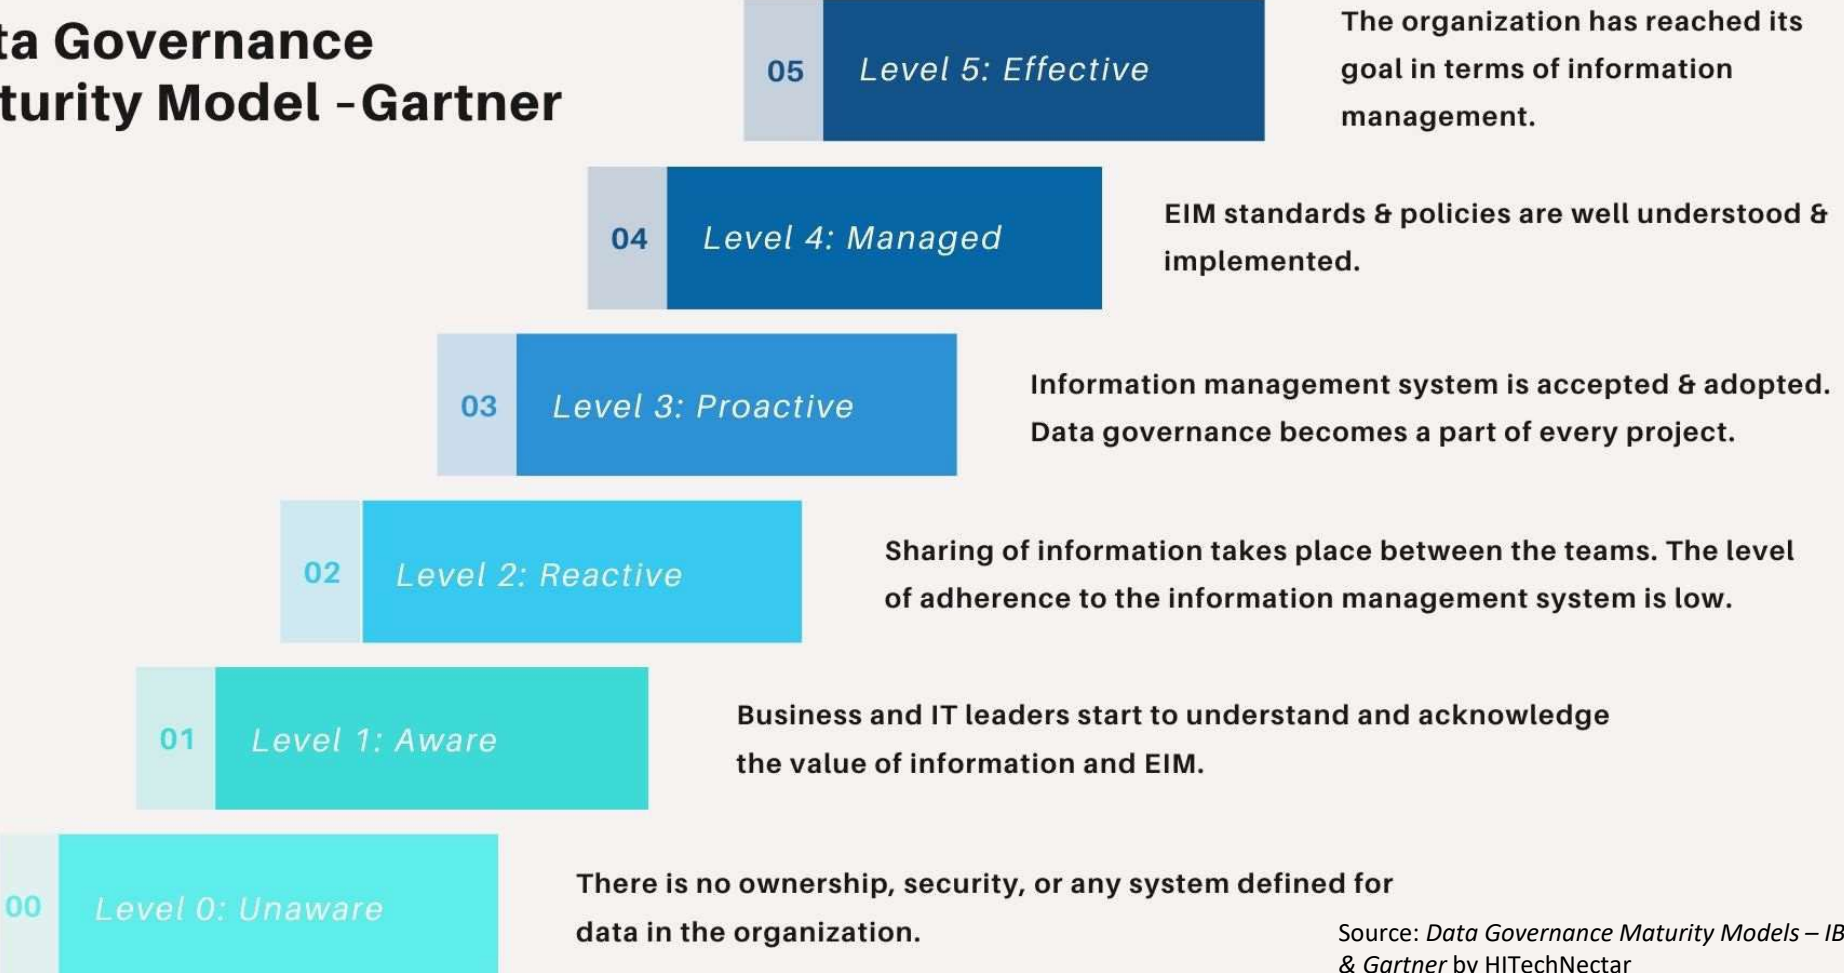 ta Governance
turity Model –Gartner
05
Level 5: Effective
The organization has reached its
goal in terms of information
management.
04
Level 4: Managed
EIM standards & policies are well understood &
implemented.
03
Level 3: Proactive
Information management system is accepted & adopted.
Data governance becomes a part of every project.
02
Level 2: Reactive
Sharing of information takes place between the teams. The level
of adherence to the information management system is low.
01
Level 1: Aware
Business and IT leaders start to understand and acknowledge
the value of information and EIM.
00
Level 0: Unaware
There is no ownership, security, or any system defined for
data in the organization.
Source: Data Governance Maturity Models – IB
& Gartner by HITechNectar